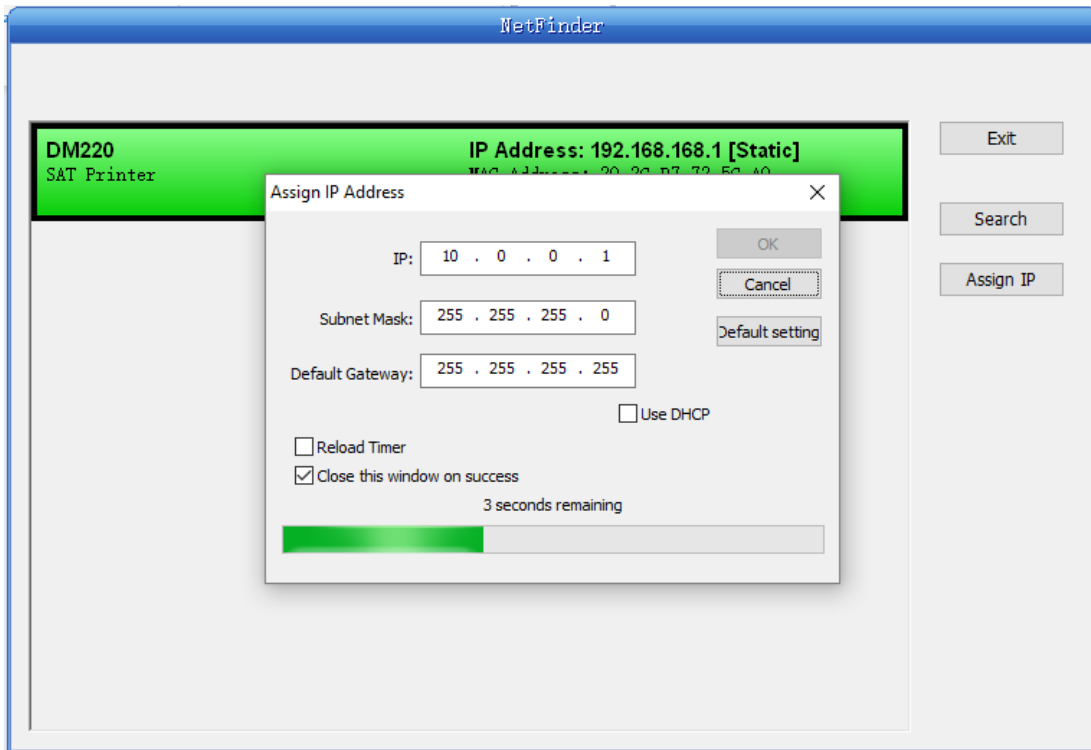 NetFinder
DM220
IP Address: 192.168.168.1 [Static]
SAT Printer
Exit
Search
Assign IP
Assign IP Address
IP: 10 . 0 . 0 . 1
OK
Subnet Mask: 255 . 255 . 255 . 0
Cancel
Default Gateway: 255 . 255 . 255 . 255
Default setting
Use DHCP
Reload Timer
Close this window on success
3 seconds remaining